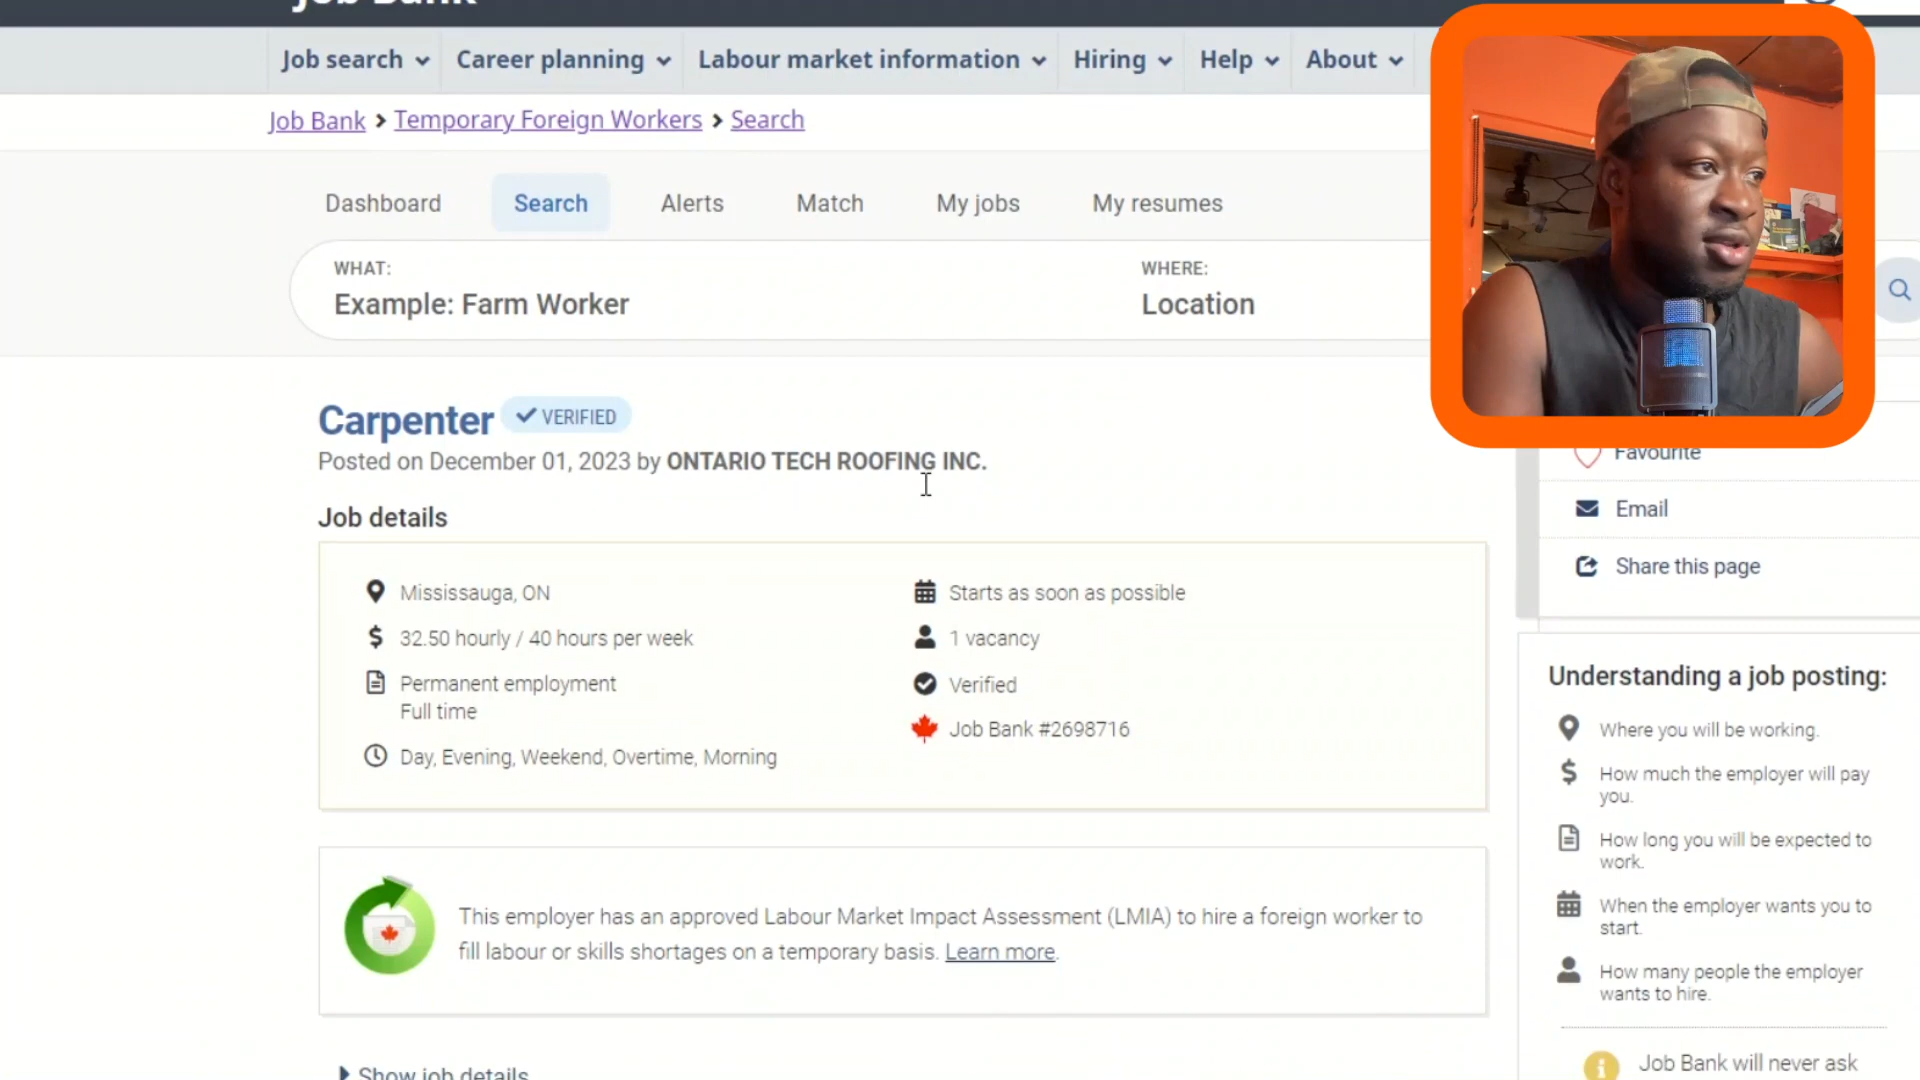 Job Bank
Job search Career planning Labour market information Hiring Help About
Job Bank > Temporary Foreign Workers > Search
Dashboard Search Alerts Match My jobs My resumes
WHAT: WHERE:
Example: Farm Worker Location
Carpenter VERIFIED
Posted on December 01, 2023 by ONTARIO TECH ROOFING INC.
Job details
Mississauga, ON
32.50 hourly / 40 hours per week
Permanent employment
Full time
Day, Evening, Weekend, Overtime, Morning
Starts as soon as possible
1 vacancy
Verified
Job Bank #2698716
This employer has an approved Labour Market Impact Assessment (LMIA) to hire a foreign worker to
fill labour or skills shortages on a temporary basis. Learn more.
Show job details
Favourite
Email
Share this page
Understanding a job posting:
Where you will be working.
How much the employer will pay
you.
How long you will be expected to
work.
When the employer wants you to
start.
How many people the employer
wants to hire.
Job Bank will never ask